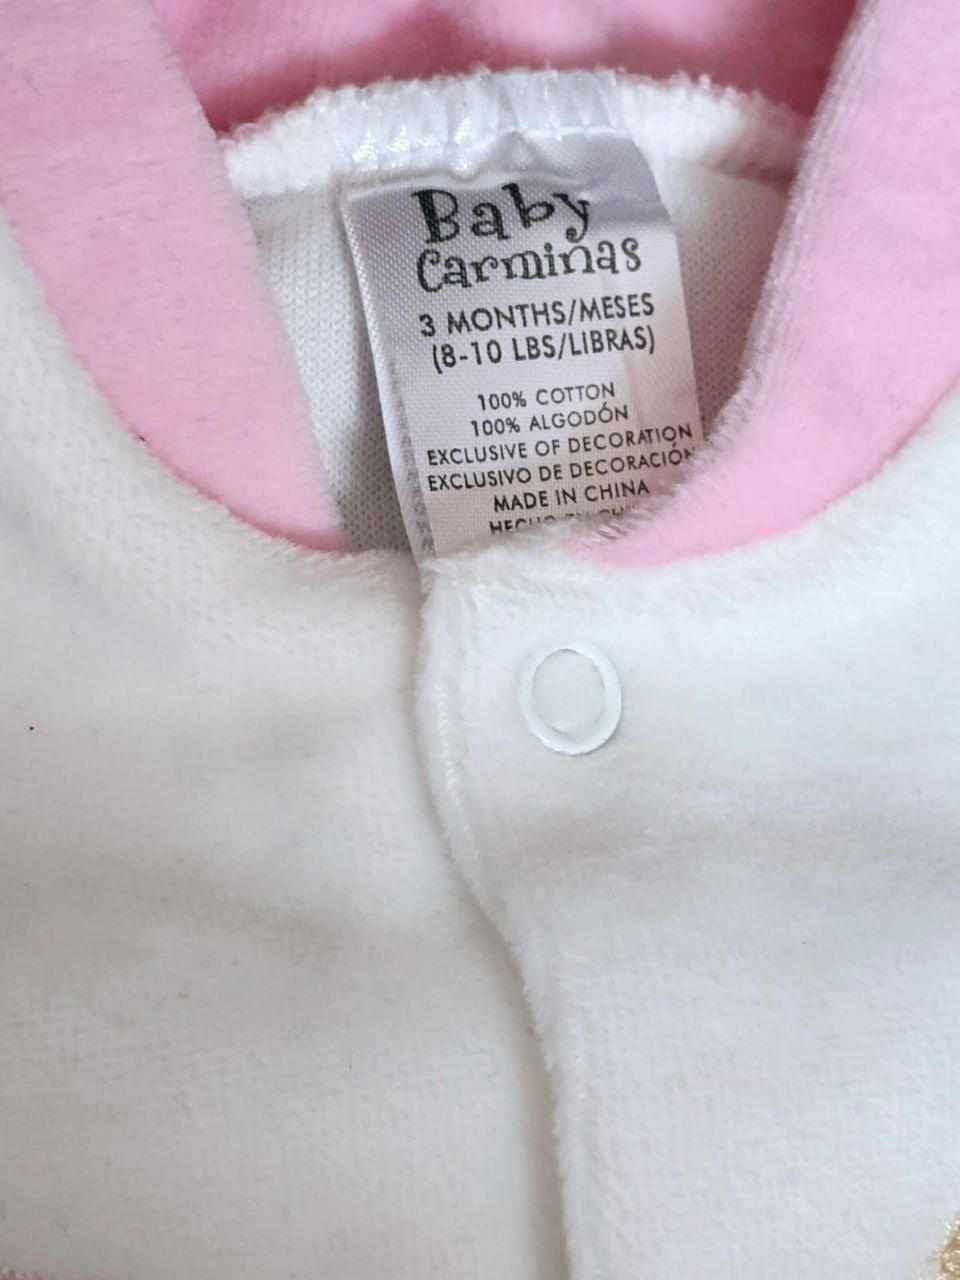 Baby
Carminas
3 MONTHS/MESES
(8-10 LBS/LIBRAS)
100% COTTON
100% ALGODÓN
EXCLUSIVE OF DECORATION
EXCLUSIVO DE DECORACIÓN
MADE IN CHINA